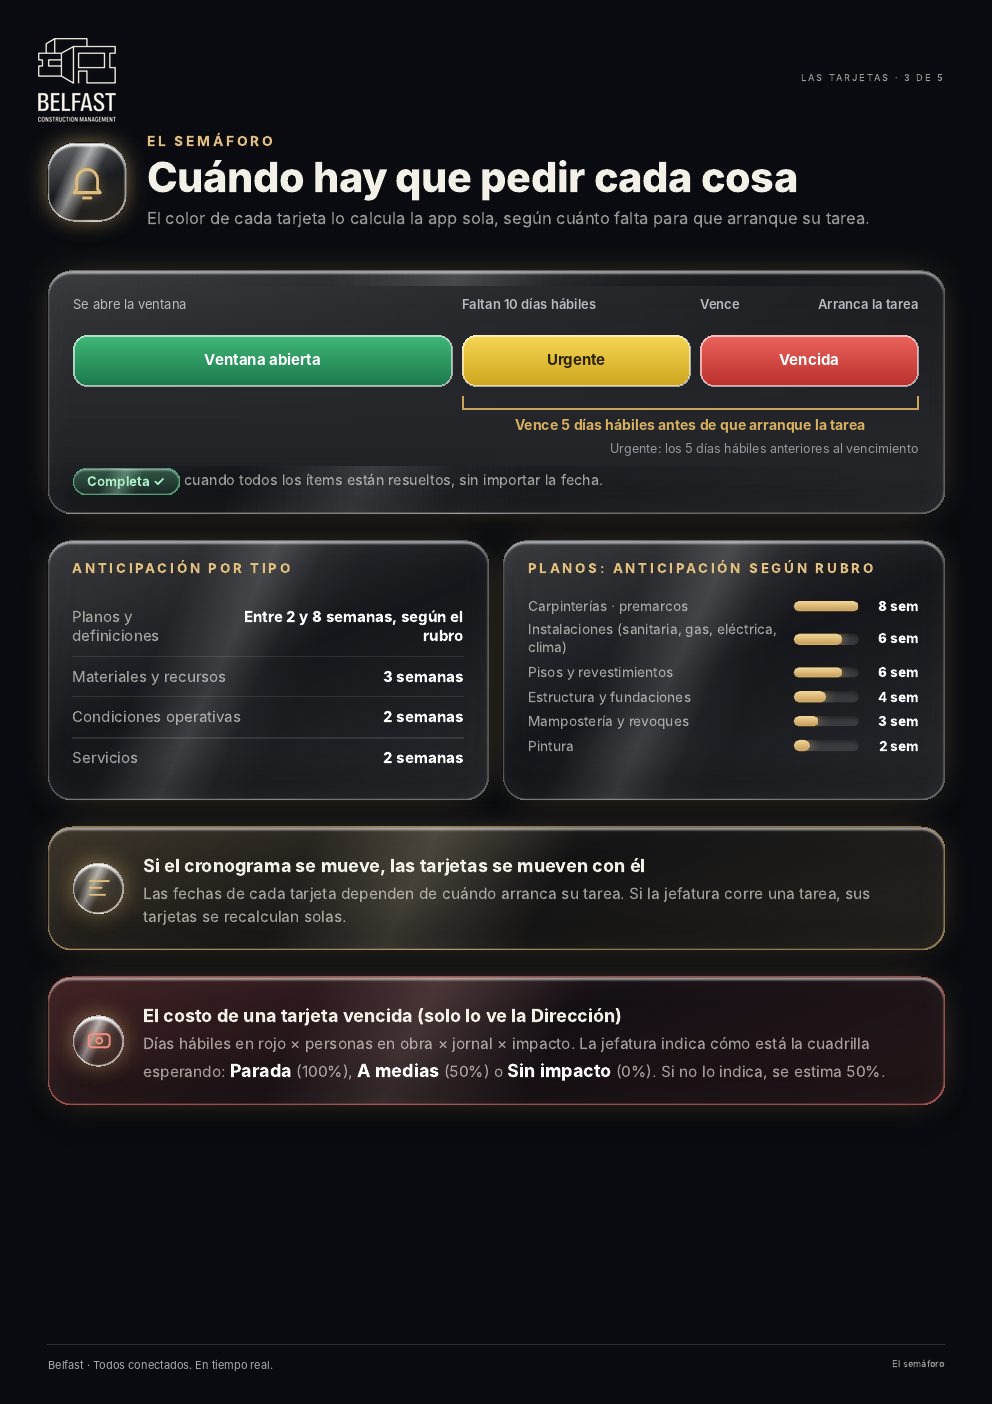 BELFAST
CONSTRUCTION MANAGEMENT
LAS TARJETAS · 3 DE 5
EL SEMÁFORO
Cuándo hay que pedir cada cosa
El color de cada tarjeta lo calcula la app sola, según cuánto falta para que arranque su tarea.
Se abre la ventana
Faltan 10 días hábiles
Vence
Arranca la tarea
Ventana abierta
Urgente
Vencida
Vence 5 días hábiles antes de que arranque la tarea
Urgente: los 5 días hábiles anteriores al vencimiento
Completa ✓ cuando todos los ítems están resueltos, sin importar la fecha.
ANTICIPACIÓN POR TIPO
Planos y
definiciones
Entre 2 y 8 semanas, según el
rubro
Materiales y recursos 3 semanas
Condiciones operativas 2 semanas
Servicios 2 semanas
PLANOS: ANTICIPACIÓN SEGÚN RUBRO
Carpinterías · premarcos 8 sem
Instalaciones (sanitaria, gas, eléctrica,
clima) 6 sem
Pisos y revestimientos 6 sem
Estructura y fundaciones 4 sem
Mampostería y revoques 3 sem
Pintura 2 sem
Si el cronograma se mueve, las tarjetas se mueven con él
Las fechas de cada tarjeta dependen de cuándo arranca su tarea. Si la jefatura corre una tarea, sus
tarjetas se recalculan solas.
El costo de una tarjeta vencida (solo lo ve la Dirección)
Días hábiles en rojo × personas en obra × jornal × impacto. La jefatura indica cómo está la cuadrilla
esperando: Parada (100%), A medias (50%) o Sin impacto (0%). Si no lo indica, se estima 50%.
Belfast · Todos conectados. En tiempo real.
El semáforo